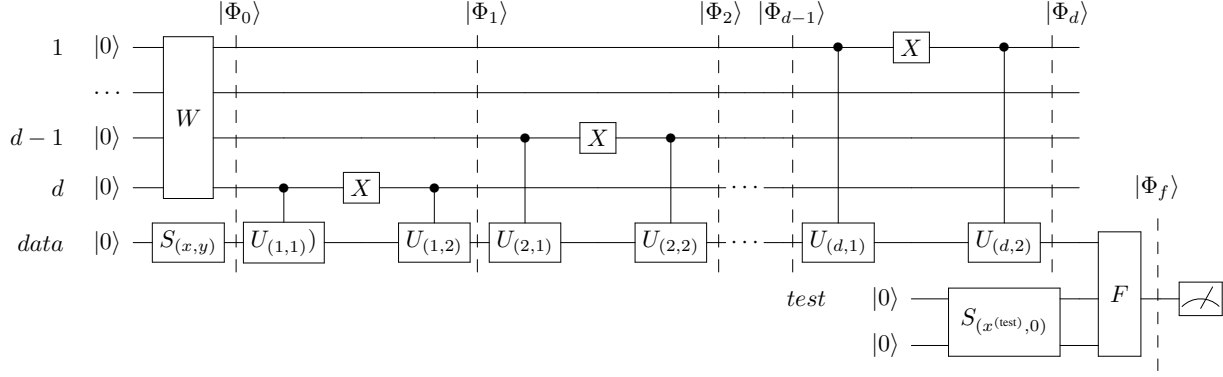 |Φ₀⟩ |Φ₁⟩ |Φ₂⟩ |Φ_{d−1}⟩ |Φ_d⟩
1 |0⟩ X
⋯ W
d − 1 |0⟩ X
d |0⟩ X ⋯ |Φ_f⟩
data |0⟩ S_{(x,y)} U_{(1,1)}) U_{(1,2)} U_{(2,1)} U_{(2,2)} ⋯ U_{(d,1)} U_{(d,2)}
test |0⟩ S_{(x^{(test)},0)} F
|0⟩